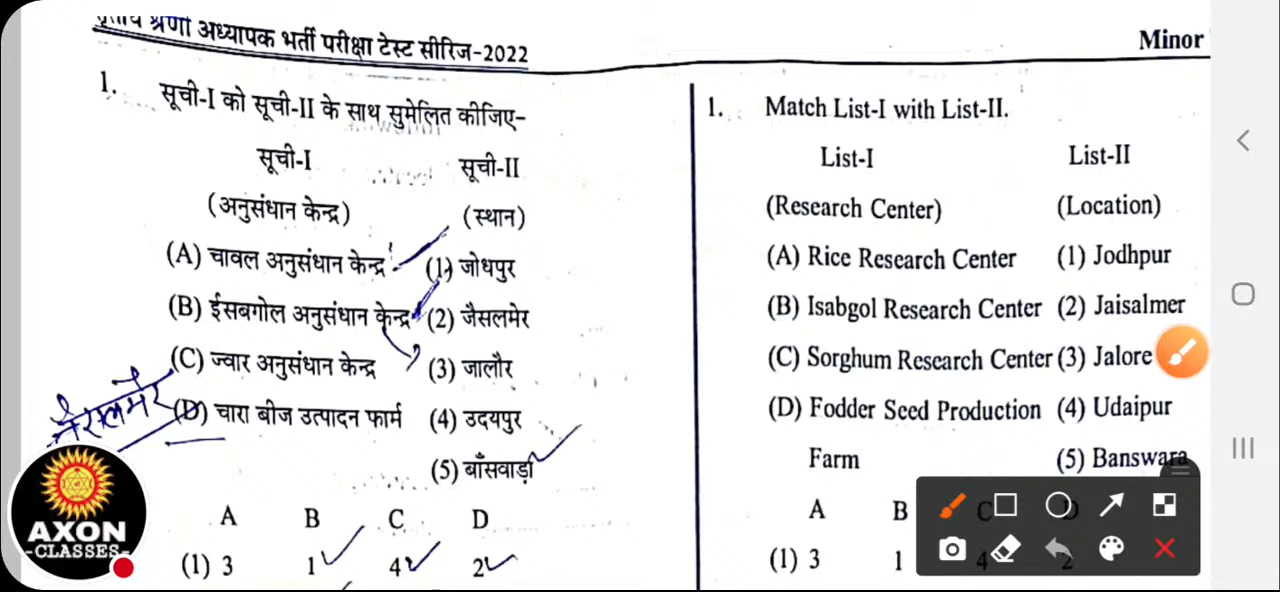 तृतीय श्रेणी अध्यापक भर्ती परीक्षा टेस्ट सीरिज-2022
Minor
1. सूची-I को सूची-II के साथ सुमेलित कीजिए-
सूची-I सूची-II
(अनुसंधान केन्द्र) (स्थान)
(A) चावल अनुसंधान केन्द्र (1) जोधपुर
(B) ईसबगोल अनुसंधान केन्द्र (2) जैसलमेर
(C) ज्वार अनुसंधान केन्द्र (3) जालौर
(D) चारा बीज उत्पादन फार्म (4) उदयपुर
(5) बाँसवाड़ा
A B C D
(1) 3 1 4 2
जैसलमेर
1. Match List-I with List-II.
List-I List-II
(Research Center) (Location)
(A) Rice Research Center (1) Jodhpur
(B) Isabgol Research Center (2) Jaisalmer
(C) Sorghum Research Center (3) Jalore
(D) Fodder Seed Production (4) Udaipur
Farm (5) Banswara
A B C D
(1) 3 1 4 2
AXON
CLASSES